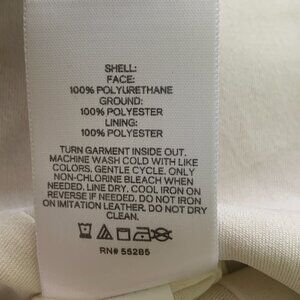 SHELL:
FACE:
100% POLYURETHANE
GROUND:
100% POLYESTER
LINING:
100% POLYESTER
TURN GARMENT INSIDE OUT.
MACHINE WASH COLD WITH LIKE
COLORS, GENTLE CYCLE. ONLY
NON-CHLORINE BLEACH WHEN
NEEDED. LINE DRY. COOL IRON ON
REVERSE IF NEEDED. DO NOT IRON
ON IMITATION LEATHER. DO NOT DRY
CLEAN.
RN# 55285